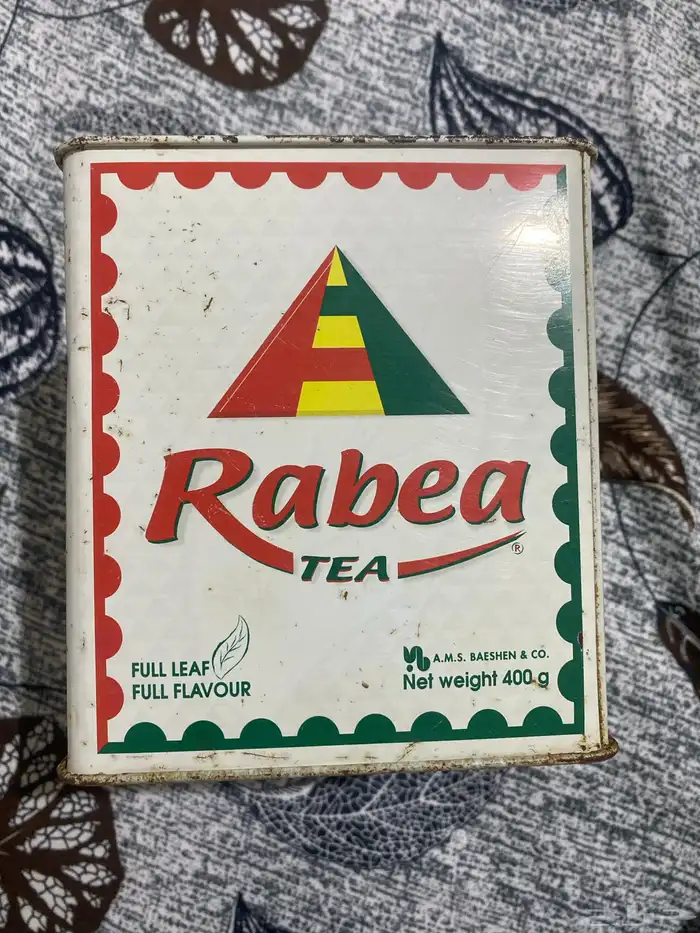 Rabea
TEA
®
FULL LEAF
FULL FLAVOUR
A.M.S. BAESHEN & CO.
Net weight 400 g